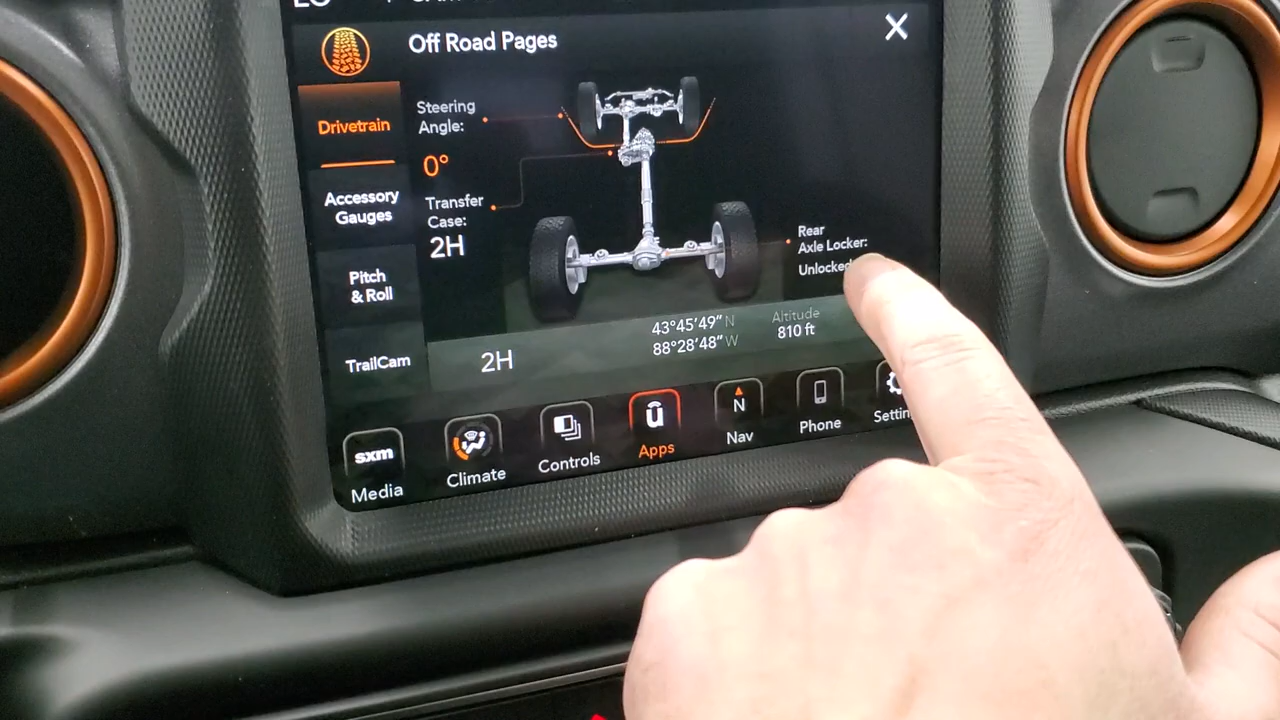 Off Road Pages
X
Drivetrain
Accessory
Gauges
Pitch
& Roll
TrailCam
Steering
Angle:
0°
Transfer
Case:
2H
Rear
Axle Locker:
Unlocked
2H
43°45'49" N
88°28'48" W
Altitude
810 ft
sxm
Media
Climate
Controls
û
Apps
N
Nav
Phone